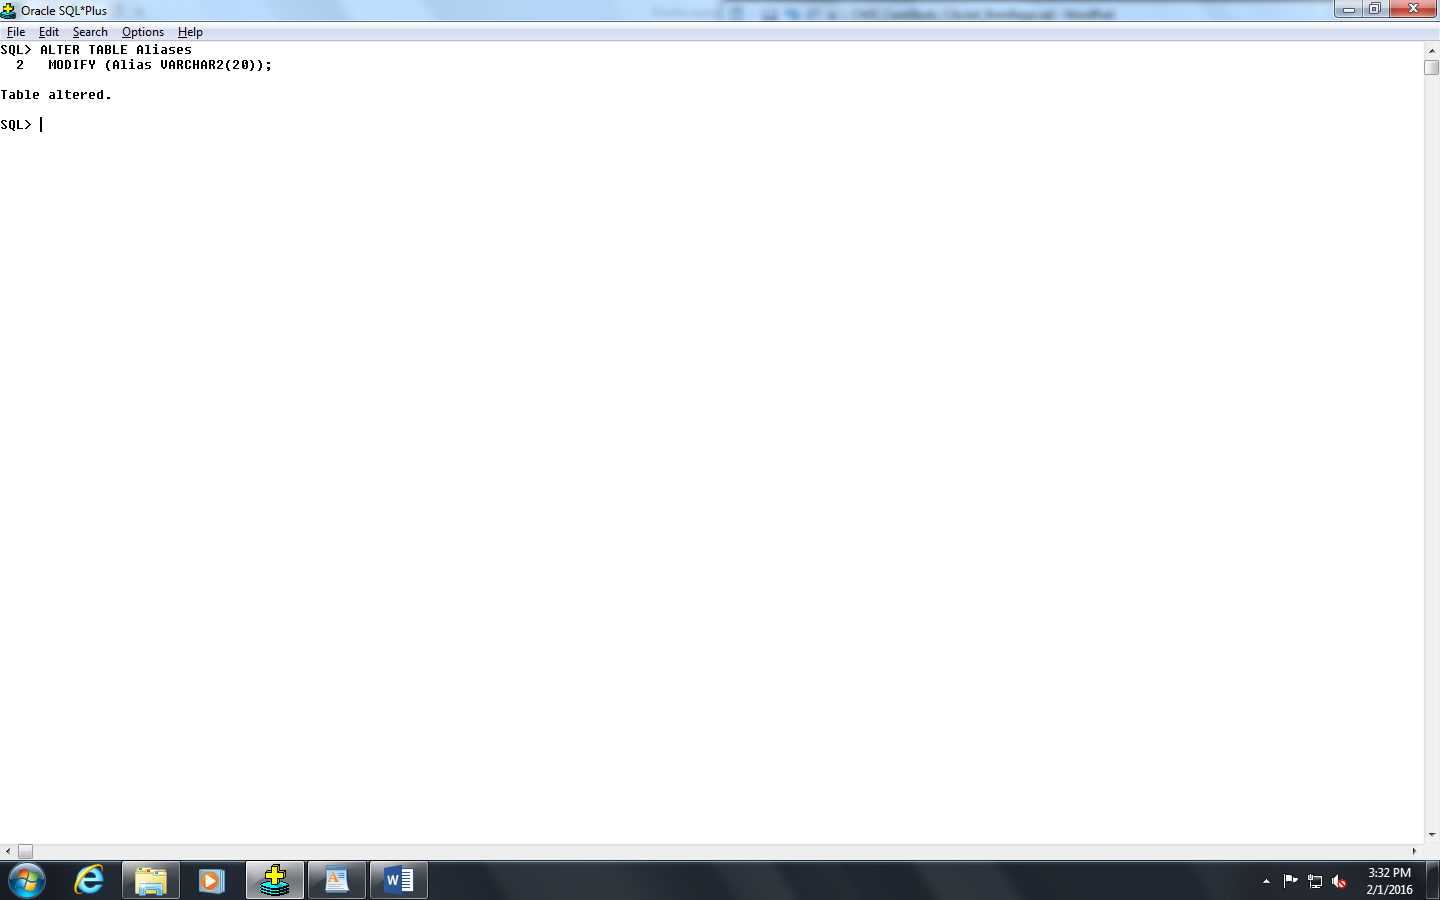 Oracle SQL*Plus
File Edit Search Options Help
SQL> ALTER TABLE Aliases
  2   MODIFY (Alias VARCHAR2(20));
Table altered.
SQL>
3:32 PM
2/1/2016